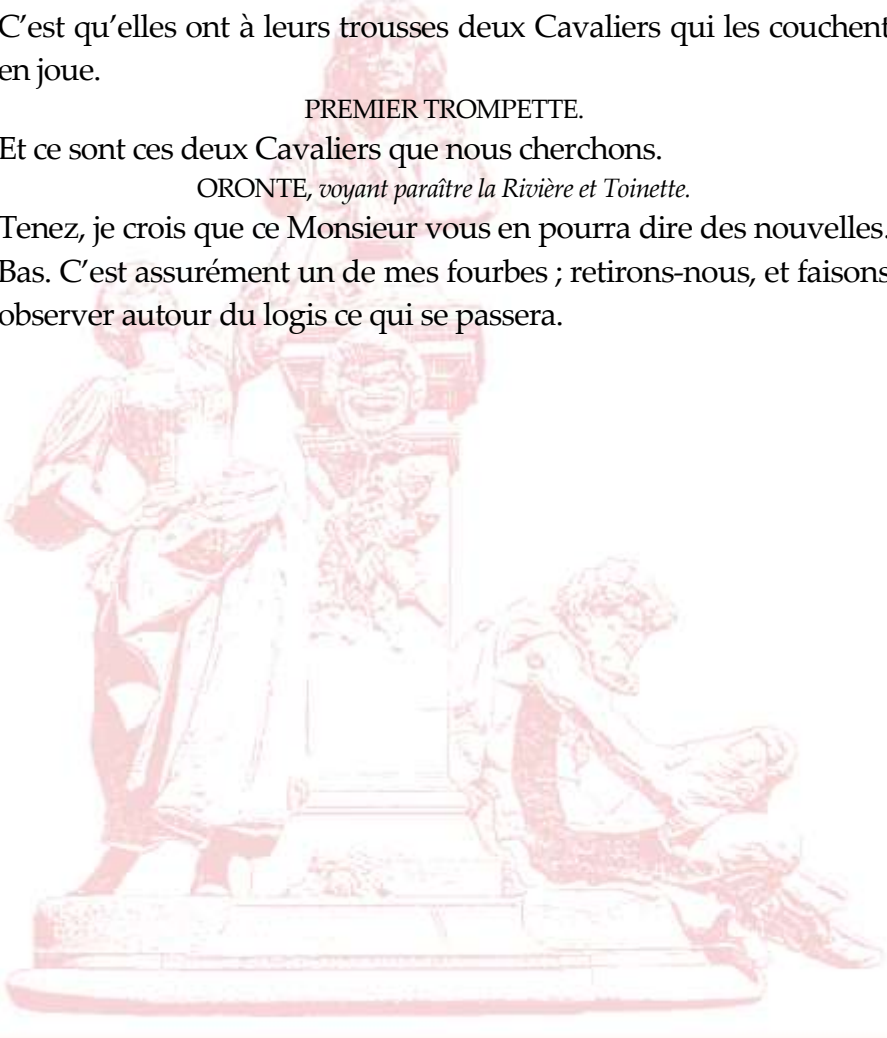 C’est qu’elles ont à leurs trousses deux Cavaliers qui les couchent
en joue.
PREMIER TROMPETTE.
Et ce sont ces deux Cavaliers que nous cherchons.
ORONTE, voyant paraître la Rivière et Toinette.
Tenez, je crois que ce Monsieur vous en pourra dire des nouvelles.
Bas. C’est assurément un de mes fourbes ; retirons-nous, et faisons
observer autour du logis ce qui se passera.